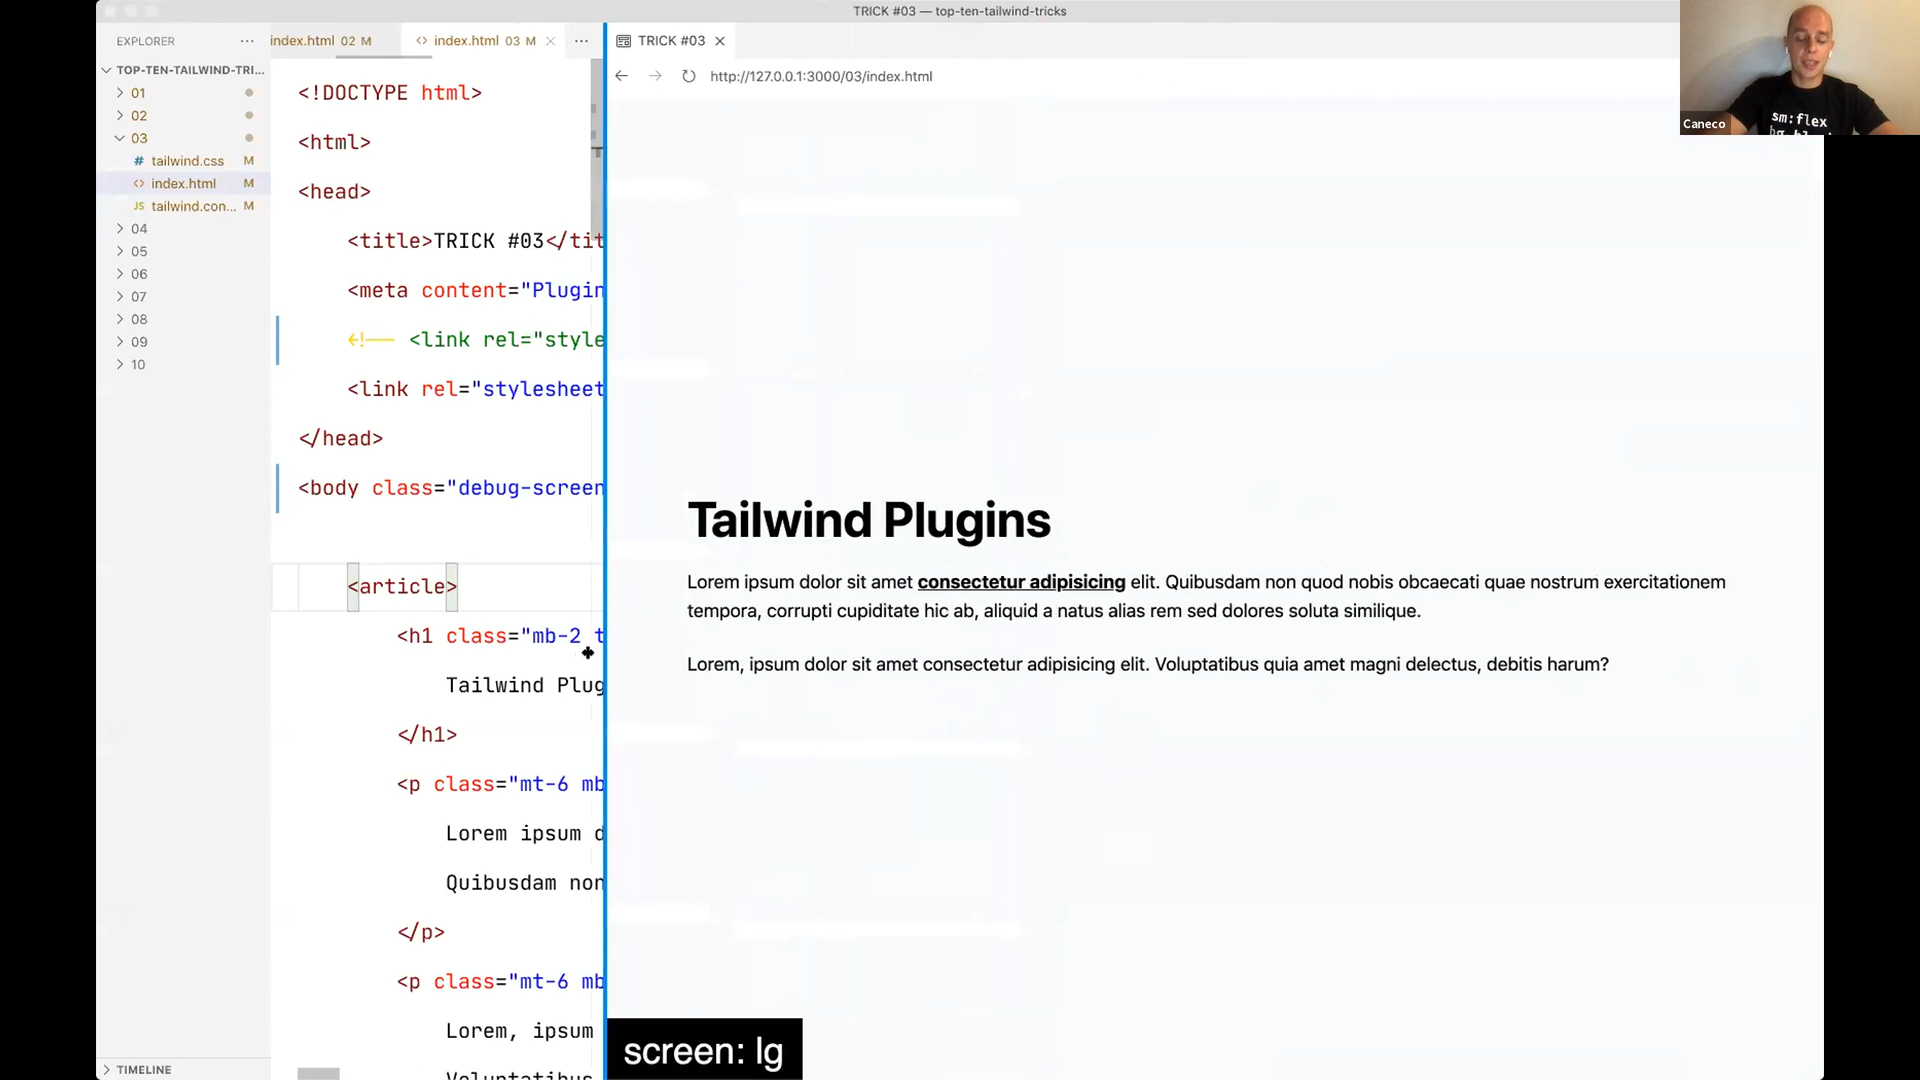 TRICK #03 — top-ten-tailwind-tricks
EXPLORER
TOP-TEN-TAILWIND-TRI...
01
02
03
tailwind.css M
index.html M
tailwind.con... M
04
05
06
07
08
09
10
TIMELINE
index.html 02 M
index.html 03 M
<!DOCTYPE html>
<html>
<head>
<title>TRICK #03</tit
<meta content="Plugin
<!-- <link rel="style
<link rel="stylesheet
</head>
<body class="debug-screen
<article>
<h1 class="mb-2 t
Tailwind Plug
</h1>
<p class="mt-6 mb
Lorem ipsum d
Quibusdam non
</p>
<p class="mt-6 mb
Lorem, ipsum
Voluptatibus
TRICK #03
http://127.0.0.1:3000/03/index.html
Tailwind Plugins
Lorem ipsum dolor sit amet consectetur adipisicing elit. Quibusdam non quod nobis obcaecati quae nostrum exercitationem
tempora, corrupti cupiditate hic ab, aliquid a natus alias rem sed dolores soluta similique.
Lorem, ipsum dolor sit amet consectetur adipisicing elit. Voluptatibus quia amet magni delectus, debitis harum?
screen: lg
sm:flex
Caneco